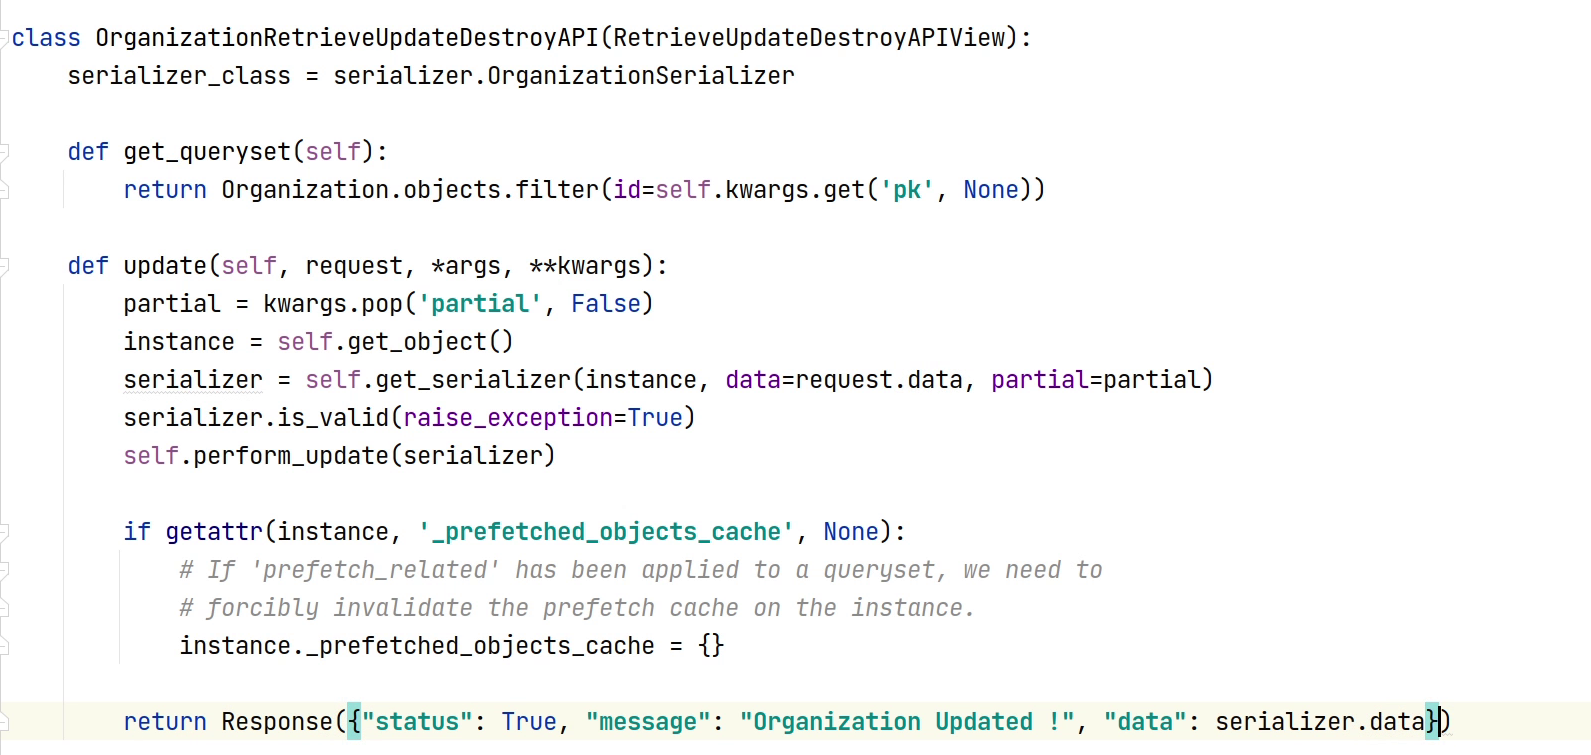 class OrganizationRetrieveUpdateDestroyAPI(RetrieveUpdateDestroyAPIView):
    serializer_class = serializer.OrganizationSerializer

    def get_queryset(self):
        return Organization.objects.filter(id=self.kwargs.get('pk', None))

    def update(self, request, *args, **kwargs):
        partial = kwargs.pop('partial', False)
        instance = self.get_object()
        serializer = self.get_serializer(instance, data=request.data, partial=partial)
        serializer.is_valid(raise_exception=True)
        self.perform_update(serializer)

        if getattr(instance, '_prefetched_objects_cache', None):
            # If 'prefetch_related' has been applied to a queryset, we need to
            # forcibly invalidate the prefetch cache on the instance.
            instance._prefetched_objects_cache = {}

        return Response({"status": True, "message": "Organization Updated !", "data": serializer.data})